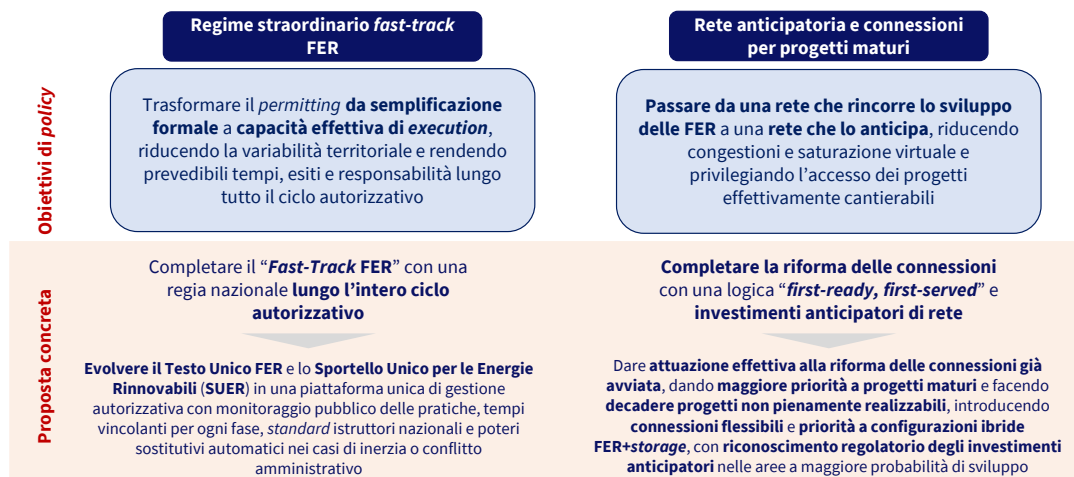 Regime straordinario fast-track
FER
Rete anticipatoria e connessioni
per progetti maturi
Obiettivi di policy
Trasformare il permitting da semplificazione
formale a capacità effettiva di execution,
riducendo la variabilità territoriale e rendendo
prevedibili tempi, esiti e responsabilità lungo
tutto il ciclo autorizzativo
Passare da una rete che rincorre lo sviluppo
delle FER a una rete che lo anticipa, riducendo
congestioni e saturazione virtuale e
privilegiando l’accesso dei progetti
effettivamente cantierabili
Proposta concreta
Completare il “Fast-Track FER” con una
regia nazionale lungo l’intero ciclo
autorizzativo
Evolvere il Testo Unico FER e lo Sportello Unico per le Energie
Rinnovabili (SUER) in una piattaforma unica di gestione
autorizzativa con monitoraggio pubblico delle pratiche, tempi
vincolanti per ogni fase, standard istruttori nazionali e poteri
sostitutivi automatici nei casi di inerzia o conflitto
amministrativo
Completare la riforma delle connessioni
con una logica “first-ready, first-served” e
investimenti anticipatori di rete
Dare attuazione effettiva alla riforma delle connessioni già
avviata, dando maggiore priorità a progetti maturi e facendo
decadere progetti non pienamente realizzabili, introducendo
connessioni flessibili e priorità a configurazioni ibride
FER+storage, con riconoscimento regolatorio degli investimenti
anticipatori nelle aree a maggiore probabilità di sviluppo